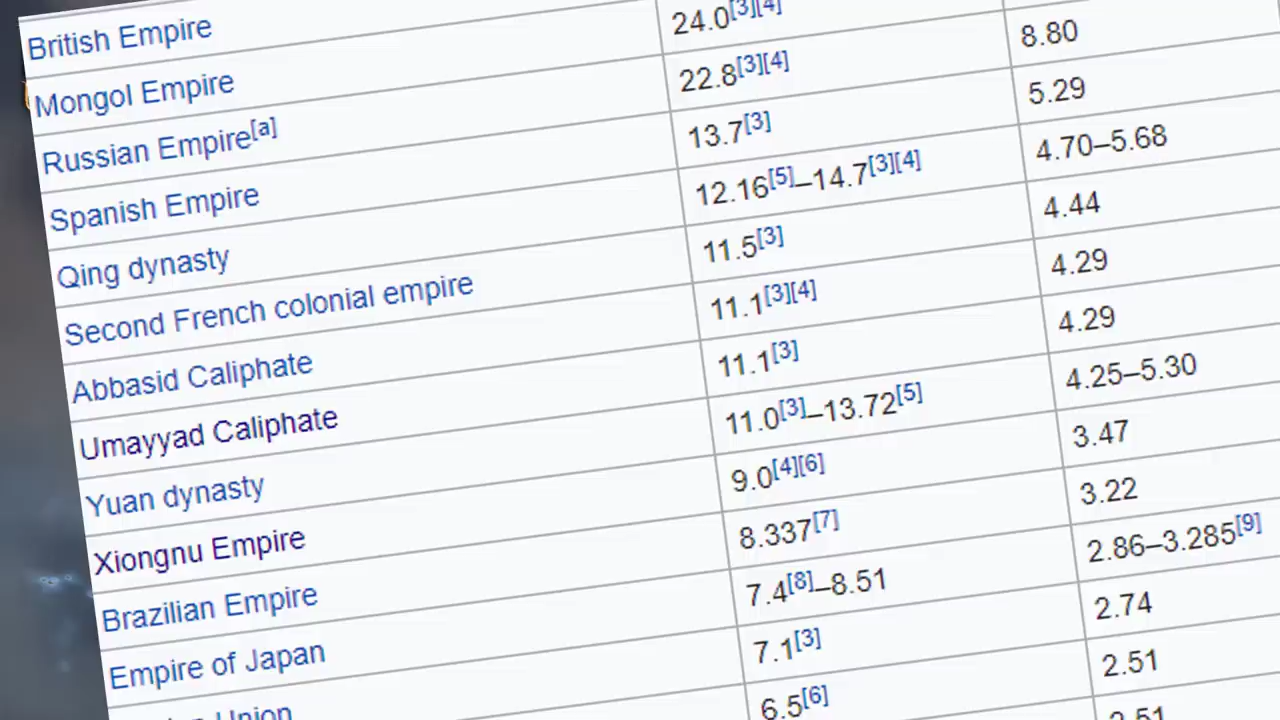 British Empire
Mongol Empire 24.0[3][4]
Russian Empire[a] 22.8[3][4] 8.80
Spanish Empire 13.7[3] 5.29
Qing dynasty 12.16[5]–14.7[3][4] 4.70–5.68
Second French colonial empire 11.5[3] 4.44
Abbasid Caliphate 11.1[3][4] 4.29
Umayyad Caliphate 11.1[3] 4.29
Yuan dynasty 11.0[3]–13.72[5] 4.25–5.30
Xiongnu Empire 9.0[4][6] 3.47
Brazilian Empire 8.337[7] 3.22
Empire of Japan 7.4[8]–8.51 2.86–3.285[9]
Union 7.1[3] 2.74
6.5[6] 2.51